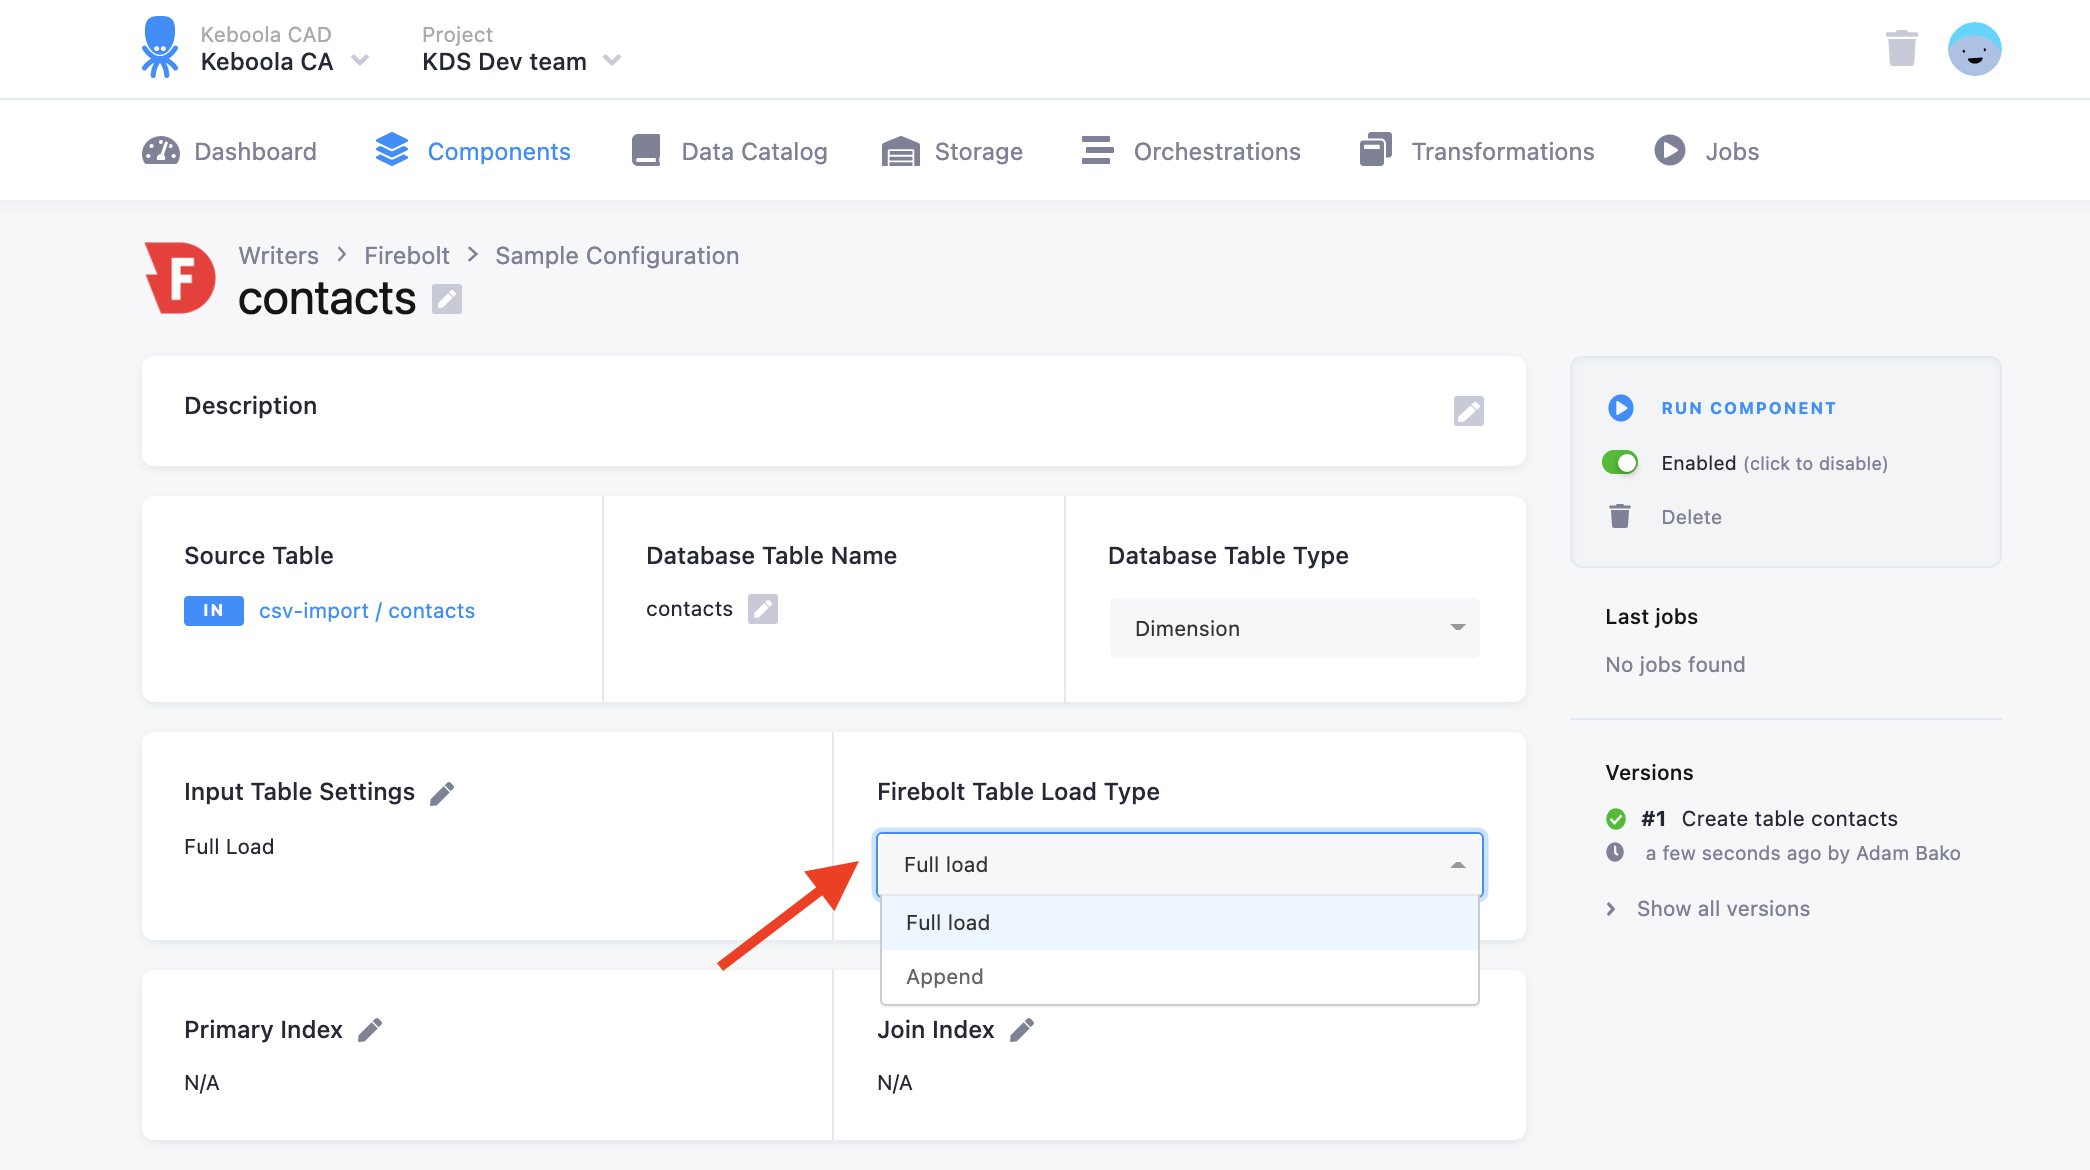 Keboola CAD
Keboola CA
Project
KDS Dev team
Dashboard
Components
Data Catalog
Storage
Orchestrations
Transformations
Jobs
Writers > Firebolt > Sample Configuration
F
contacts
Description
Source Table
IN csv-import / contacts
Database Table Name
contacts
Database Table Type
Dimension
Input Table Settings
Full Load
Firebolt Table Load Type
Full load
Full load
Append
Primary Index
N/A
Join Index
N/A
RUN COMPONENT
Enabled (click to disable)
Delete
Last jobs
No jobs found
Versions
#1 Create table contacts
a few seconds ago by Adam Bako
Show all versions